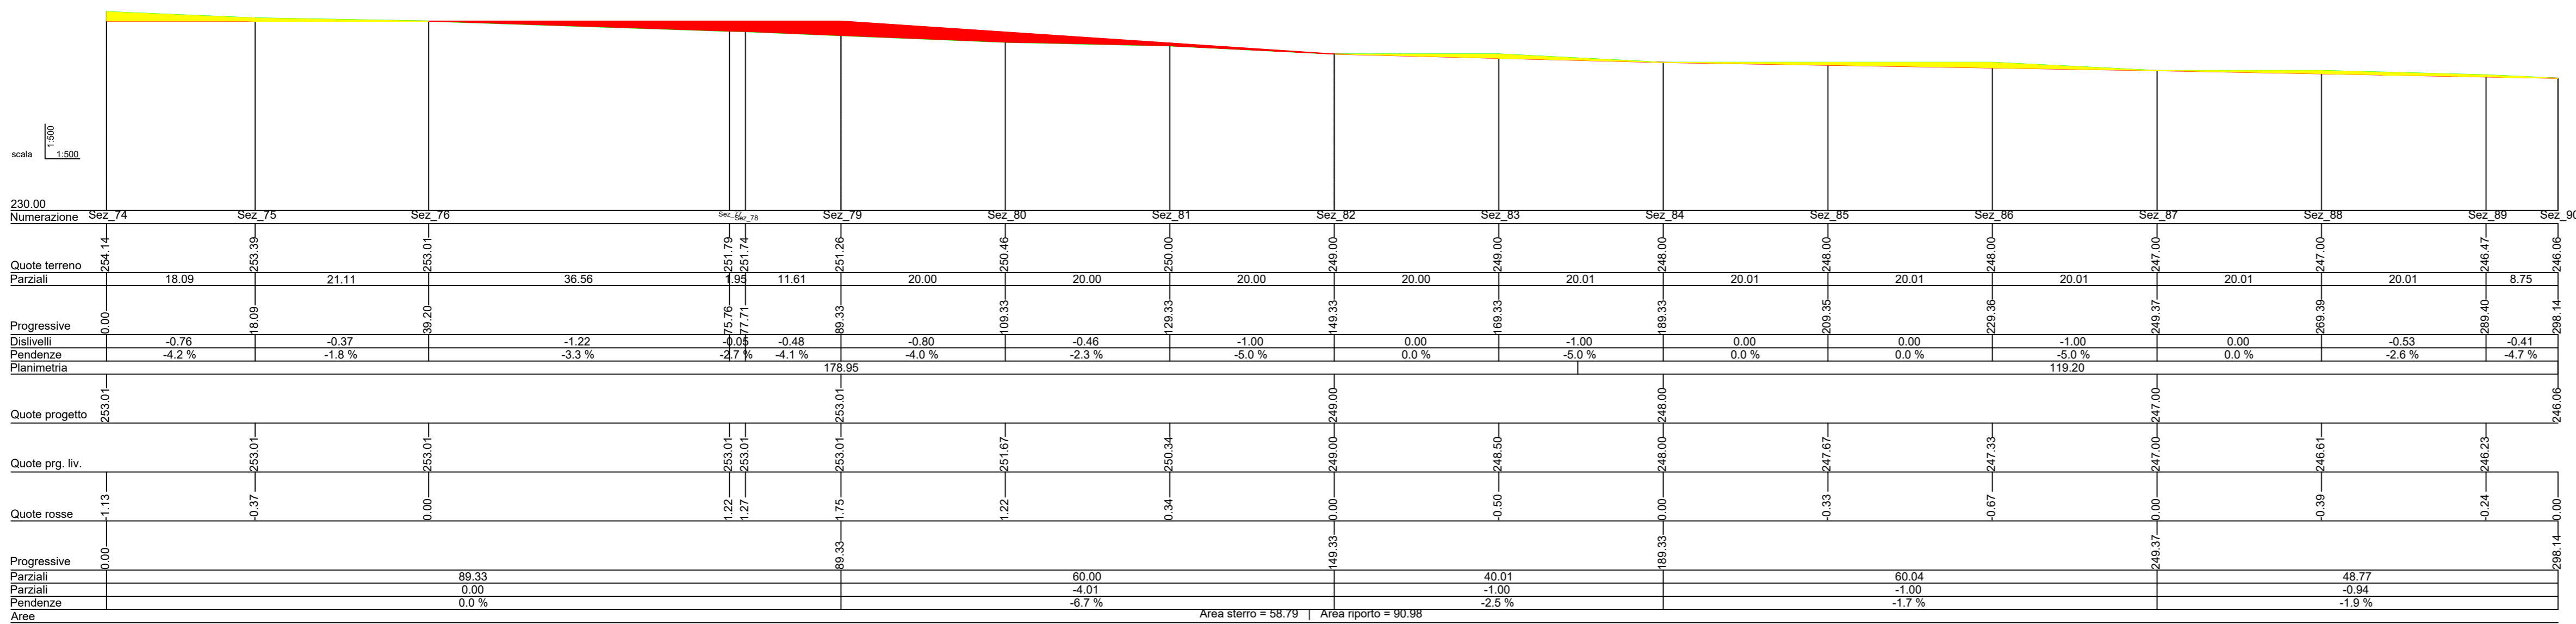 1:500
scala 1:500
230.00
Numerazione Sez_74 Sez_75 Sez_76 Sez_77 Sez_78 Sez_79 Sez_80 Sez_81 Sez_82 Sez_83 Sez_84 Sez_85 Sez_86 Sez_87 Sez_88 Sez_89 Sez_90
Quote terreno 254.14 253.39 253.01 251.79 251.74 251.26 250.46 250.00 249.00 249.00 248.00 248.00 248.00 247.00 247.00 246.47 246.06
Parziali 18.09 21.11 36.56 1.95 11.61 20.00 20.00 20.00 20.00 20.01 20.01 20.01 20.01 20.01 20.01 8.75
Progressive 0.00 18.09 39.20 75.76 77.71 89.33 109.33 129.33 149.33 169.33 189.33 209.35 229.36 249.37 269.39 289.40 298.14
Dislivelli -0.76 -0.37 -1.22 -0.05 -0.48 -0.80 -0.46 -1.00 0.00 -1.00 0.00 0.00 -1.00 0.00 -0.53 -0.41
Pendenze -4.2 % -1.8 % -3.3 % -2.7 % -4.1 % -4.0 % -2.3 % -5.0 % 0.0 % -5.0 % 0.0 % 0.0 % -5.0 % 0.0 % -2.6 % -4.7 %
Planimetria 178.95 119.20
Quote progetto 253.01 253.01 249.00 248.00 247.00 246.06
Quote prg. liv. 253.01 253.01 253.01 253.01 253.01 251.67 250.34 249.00 248.50 248.00 247.67 247.33 247.00 246.61 246.23
Quote rosse -1.13 -0.37 0.00 1.22 1.27 1.75 1.22 0.34 0.00 -0.50 0.00 -0.33 -0.67 0.00 -0.39 -0.24 0.00
Progressive 0.00 89.33 149.33 189.33 249.37 298.14
Parziali 89.33 60.00 40.01 60.04 48.77
Parziali 0.00 -4.01 -1.00 -1.00 -0.94
Pendenze 0.0 % -6.7 % -2.5 % -1.7 % -1.9 %
Aree Area sterro = 58.79 | Area riporto = 90.98